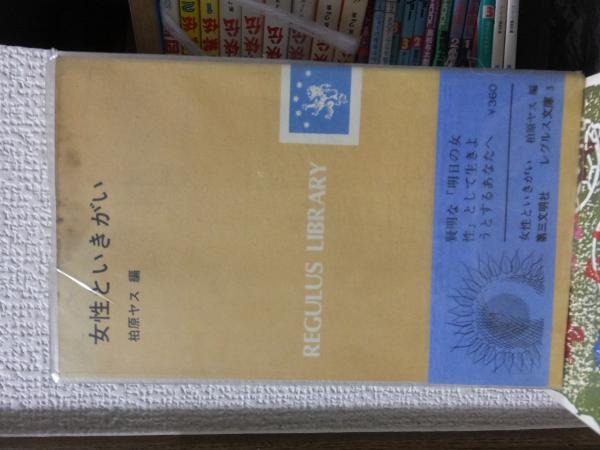 女性といきがい
柏原ヤス 編
REGULUS LIBRARY
賢明な「明日の女
性」として生きよ
うとするあなたへ
¥360
女性といきがい 柏原ヤス 編
第三文明社 レグルス文庫 3